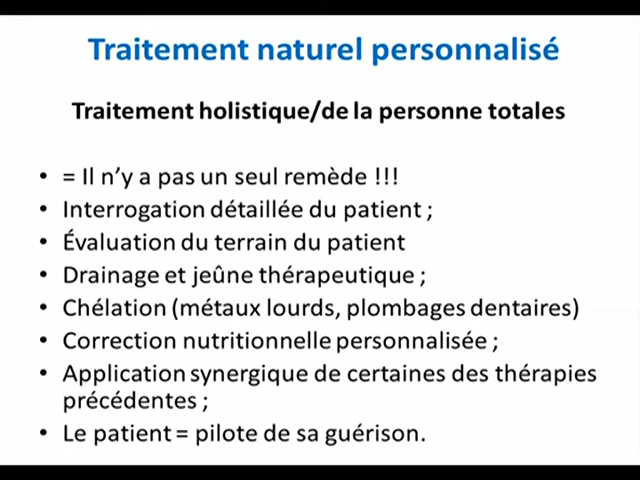 Traitement naturel personnalisé
Traitement holistique/de la personne totales
• = Il n'y a pas un seul remède !!!
• Interrogation détaillée du patient ;
• Évaluation du terrain du patient
• Drainage et jeûne thérapeutique ;
• Chélation (métaux lourds, plombages dentaires)
• Correction nutritionnelle personnalisée ;
• Application synergique de certaines des thérapies
précédentes ;
• Le patient = pilote de sa guérison.